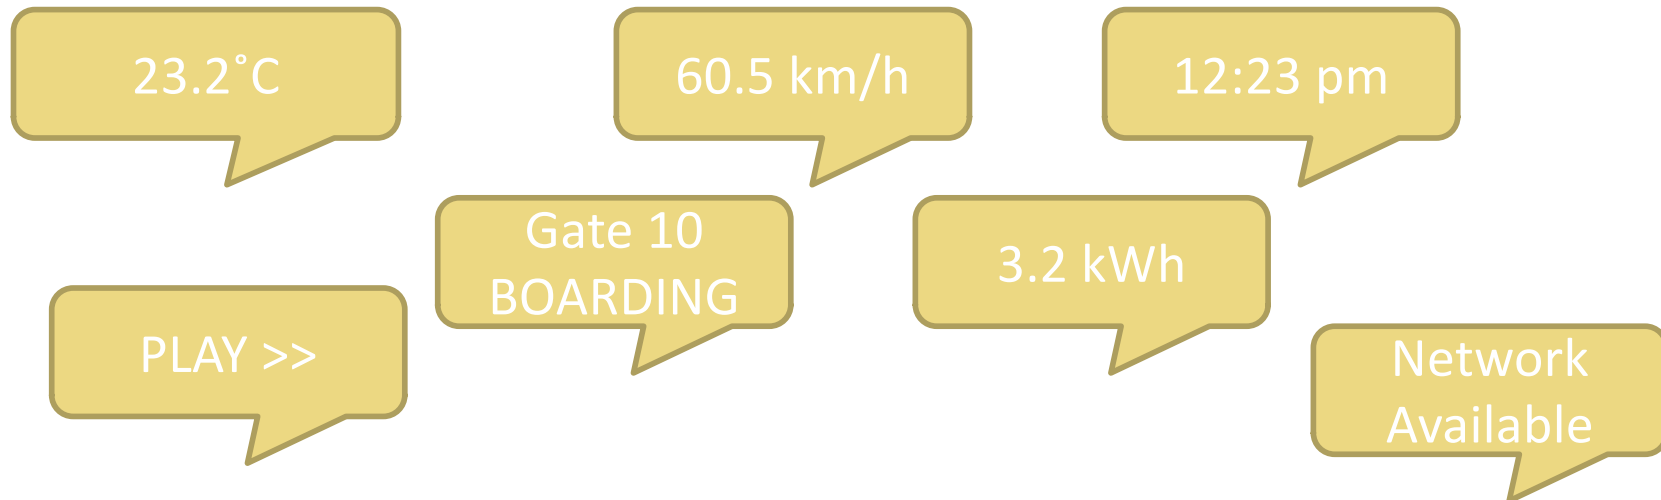 23.2˚C
60.5 km/h
12:23 pm
Gate 10
BOARDING
3.2 kWh
PLAY >>
Network
Available